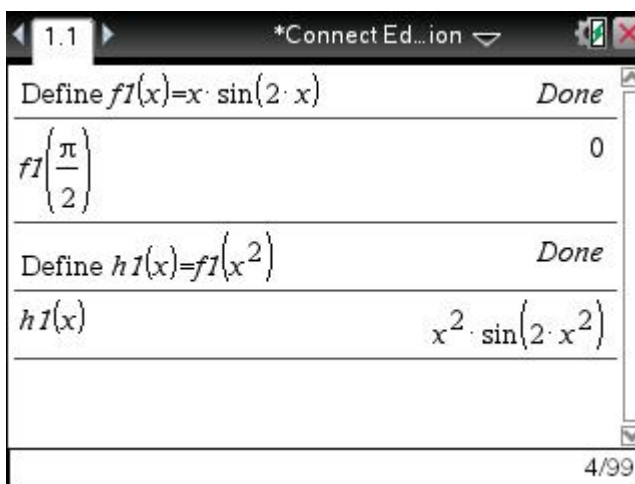 1.1 *Connect Ed...ion
Define f1(x)=x· sin(2· x) Done
f1(π/2) 0
Define h1(x)=f1(x²) Done
h1(x) x²· sin(2· x²)
4/99